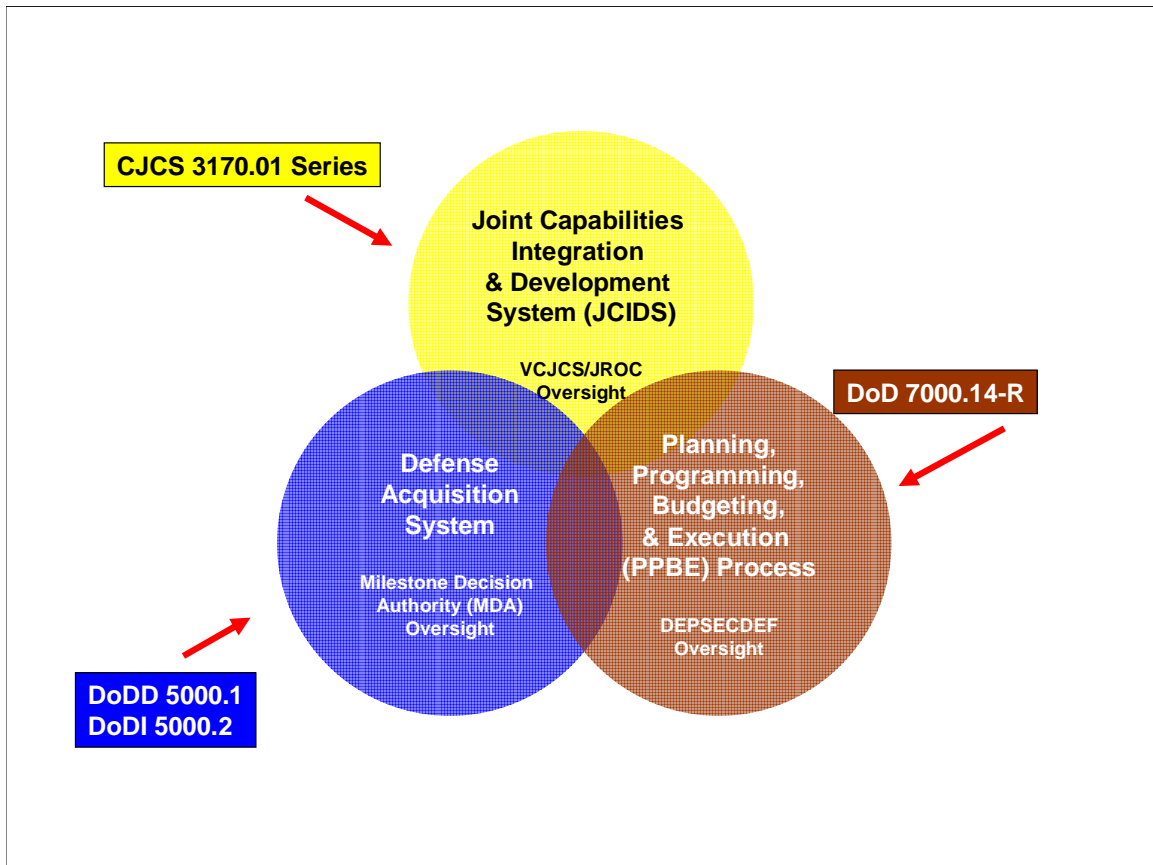 CJCS 3170.01 Series
Joint Capabilities
Integration
& Development
System (JCIDS)
VCJCS/JROC
Oversight
DoD 7000.14-R
Defense
Acquisition
System
Milestone Decision
Authority (MDA)
Oversight
Planning,
Programming,
Budgeting,
& Execution
(PPBE) Process
DEPSECDEF
Oversight
DoDD 5000.1
DoDI 5000.2